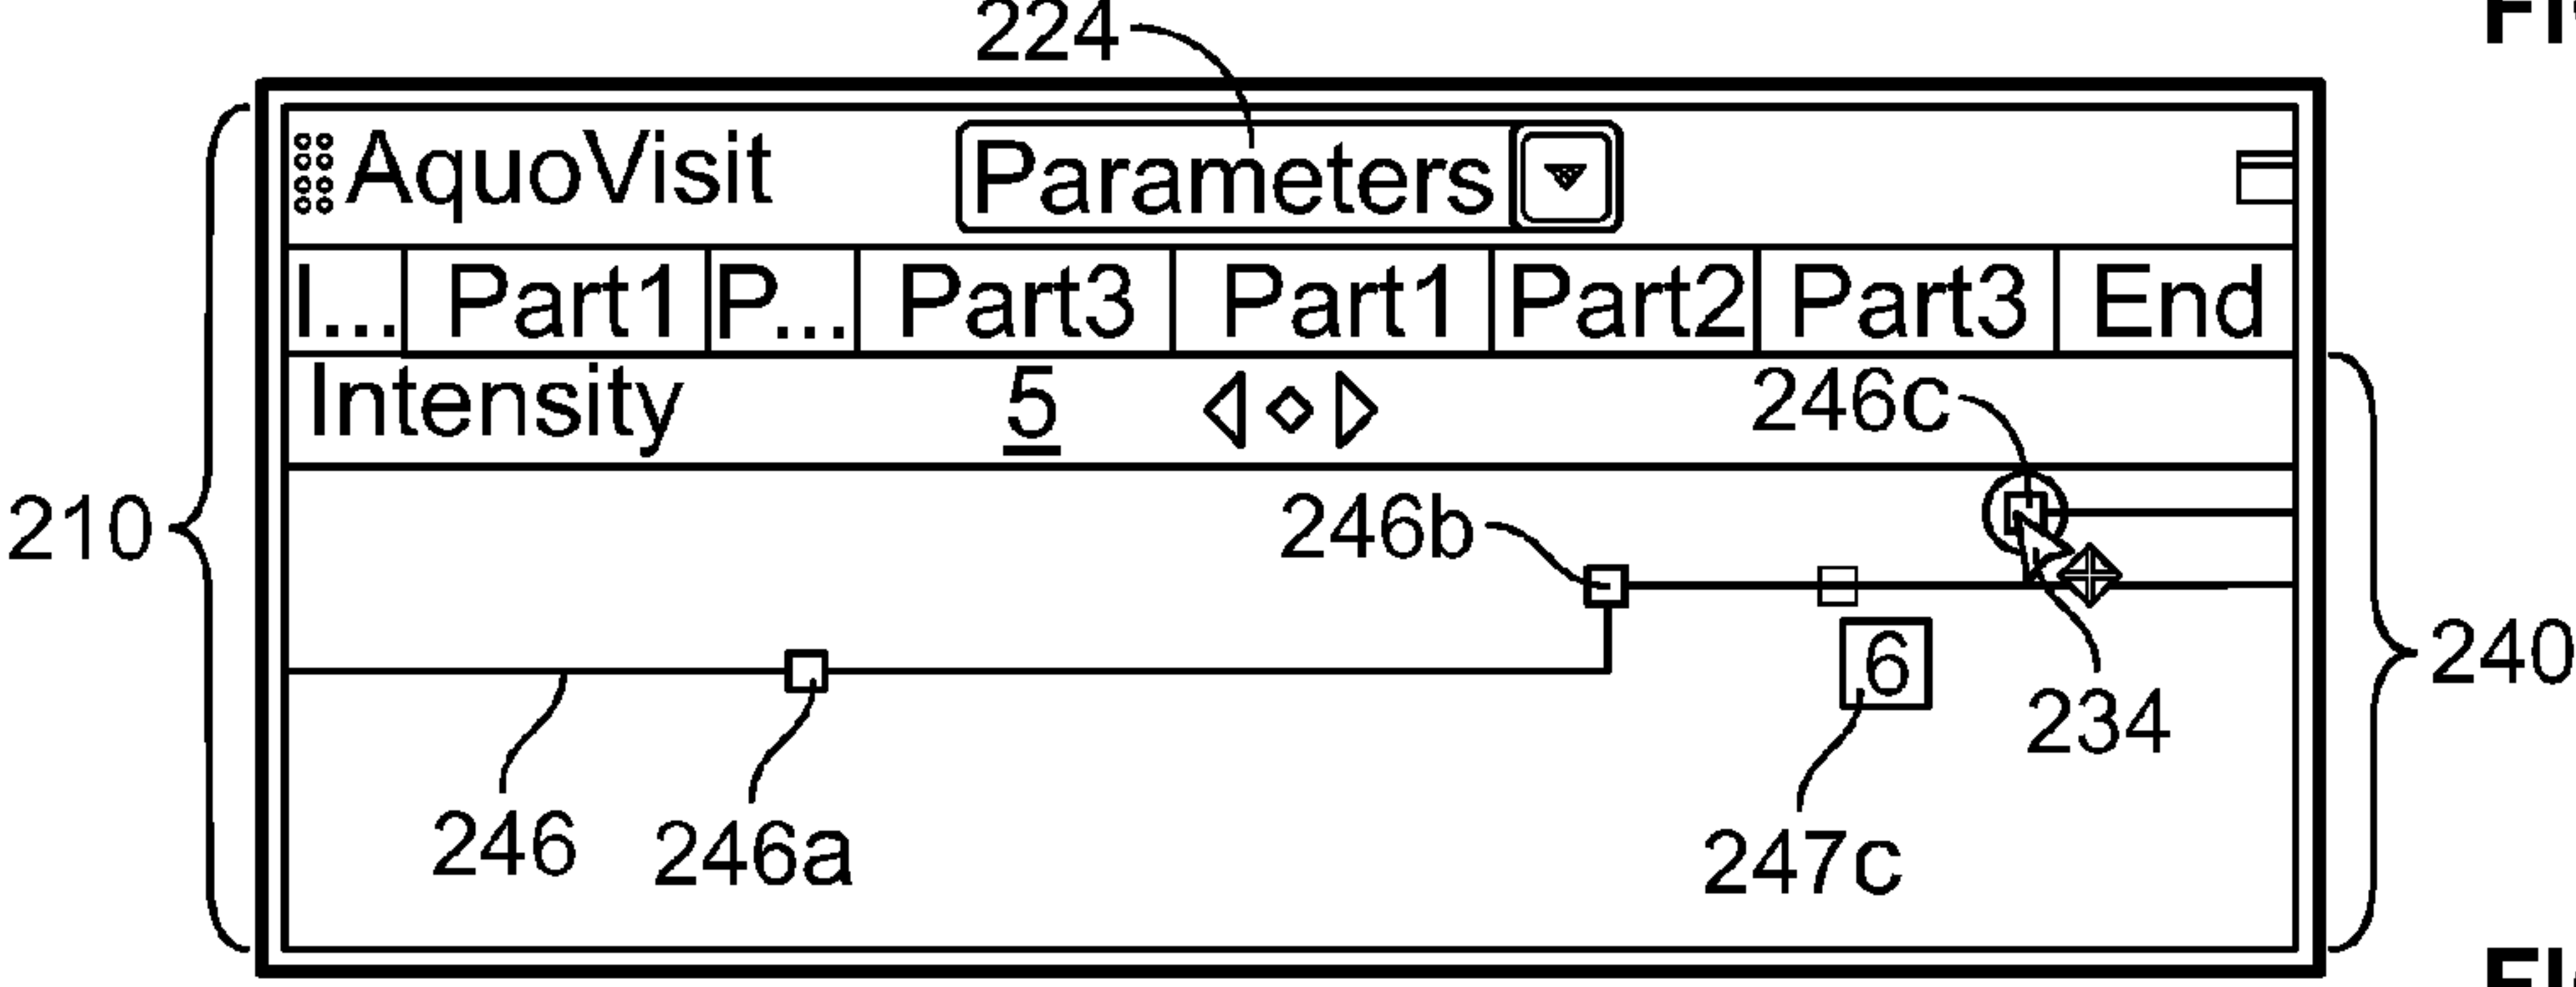 224
AquoVisit Parameters
I... Part1 P... Part3 Part1 Part2 Part3 End
Intensity 5 246c
210 246b
6 240
234
246 246a 247c